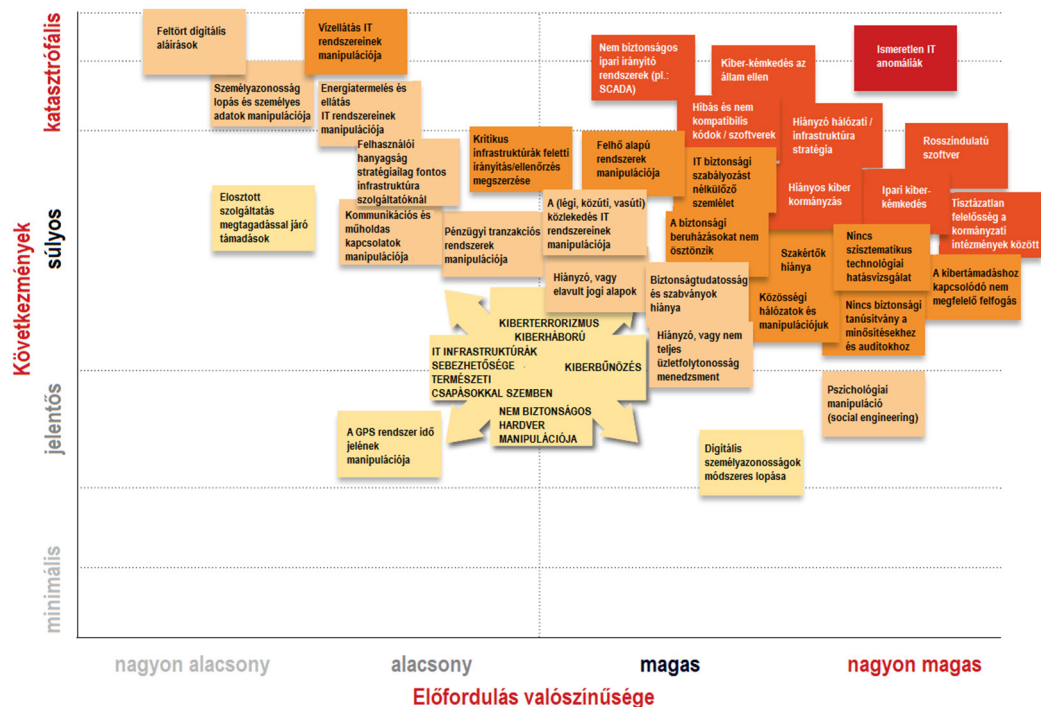 Következmények
katasztrófális
súlyos
jelentős
minimális
Feltört digitális
aláírások
Vízellátás IT
rendszereinek
manipulációja
Személyazonosság
lopás és személyes
adatok manipulációja
Energiatermelés és
ellátás
IT rendszereinek
manipulációja
Felhasználói
hanyagság
stratégiailag fontos
infrastruktúra
szolgáltatóknál
Kritikus
infrastruktúrák feletti
irányítás/ellenőrzés
megszerzése
Elosztott
szolgáltatás
megtagadással járó
támadások
Kommunikációs és
műholdas
kapcsolatok
manipulációja
Pénzügyi tranzakciós
rendszerek
manipulációja
Nem biztonságos
ipari irányító
rendszerek (pl.:
SCADA)
Kiber-kémkedés az
állam ellen
Ismeretlen IT
anomáliák
Hibás és nem
kompatibilis
kódok / szoftverek
Hiányzó hálózati /
infrastruktúra
stratégia
Rosszindulatú
szoftver
Felhő alapú
rendszerek
manipulációja
IT biztonsági
szabályozást
nélkülöző
szemlélet
Hiányos kiber
kormányzás
Ipari kiber-
kémkedés
Tisztázatlan
felelősség a
kormányzati
intézmények között
A (légi, közúti, vasúti)
közlekedés IT
rendszereinek
manipulációja
A biztonsági
beruházásokat nem
ösztönzik
Szakértők
hiánya
Nincs
szisztematikus
technológiai
hatásvizsgálat
A kibertámadáshoz
kapcsolódó nem
megfelelő felfogás
Hiányzó, vagy
elavult jogi alapok
Biztonságtudatosság
és szabványok
hiánya
Közösségi
hálózatok és
manipulációjuk
Nincs biztonsági
tanúsítvány a
minősítésekhez
és auditokhoz
Hiányzó, vagy nem
teljes
üzletfolytonosság
menedzsment
KIBERTERRORIZMUS
KIBERHÁBORÚ
IT INFRASTRUKTÚRÁK
SEBEZHETŐSÉGE
TERMÉSZETI
CSAPÁSOKKAL SZEMBEN
KIBERBŰNÖZÉS
NEM BIZTONSÁGOS
HARDVER
MANIPULÁCIÓJA
Pszichológiai
manipuláció
(social engineering)
A GPS rendszer idő
jelének
manipulációja
Digitális
személyazonosságok
módszeres lopása
nagyon alacsony
alacsony
magas
nagyon magas
Előfordulás valószínűsége